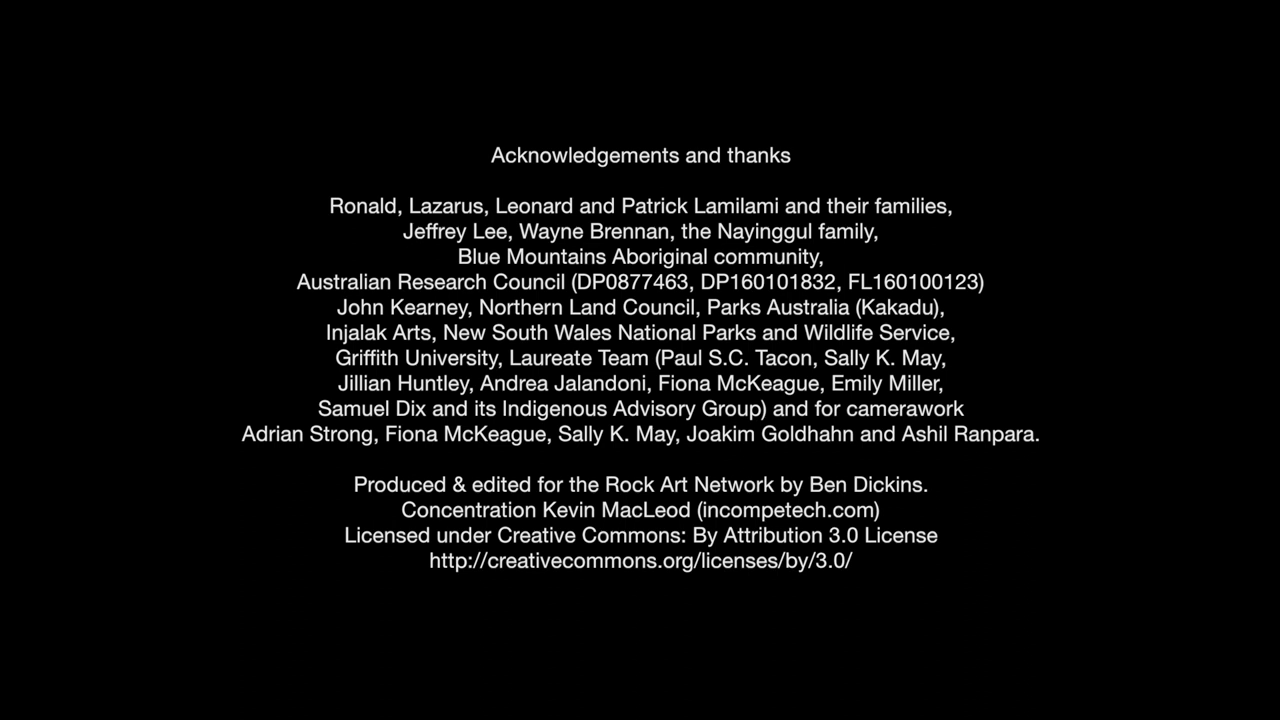 Acknowledgements and thanks
Ronald, Lazarus, Leonard and Patrick Lamilami and their families,
Jeffrey Lee, Wayne Brennan, the Nayinggul family,
Blue Mountains Aboriginal community,
Australian Research Council (DP0877463, DP160101832, FL160100123)
John Kearney, Northern Land Council, Parks Australia (Kakadu),
Injalak Arts, New South Wales National Parks and Wildlife Service,
Griffith University, Laureate Team (Paul S.C. Tacon, Sally K. May,
Jillian Huntley, Andrea Jalandoni, Fiona McKeague, Emily Miller,
Samuel Dix and its Indigenous Advisory Group) and for camerawork
Adrian Strong, Fiona McKeague, Sally K. May, Joakim Goldhahn and Ashil Ranpara.
Produced & edited for the Rock Art Network by Ben Dickins.
Concentration Kevin MacLeod (incompetech.com)
Licensed under Creative Commons: By Attribution 3.0 License
http://creativecommons.org/licenses/by/3.0/